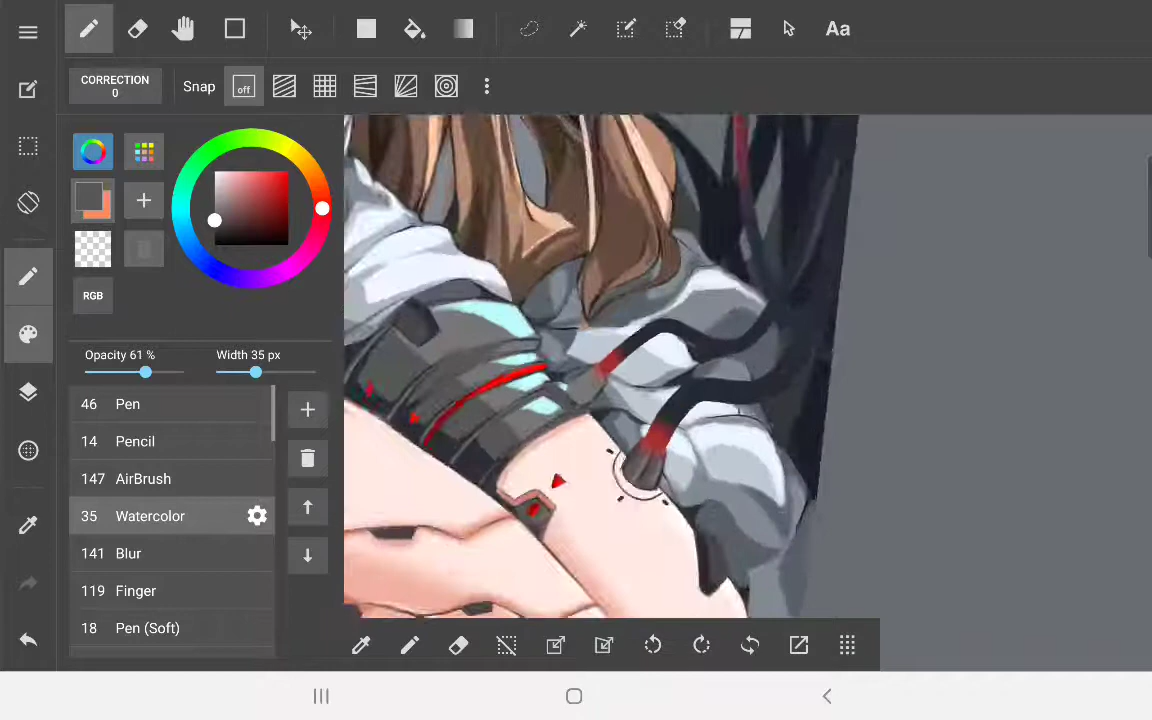 Aa
CORRECTION
0
Snap
off
RGB
Opacity 61 %
Width 35 px
46 Pen
14 Pencil
147 AirBrush
35 Watercolor
141 Blur
119 Finger
18 Pen (Soft)